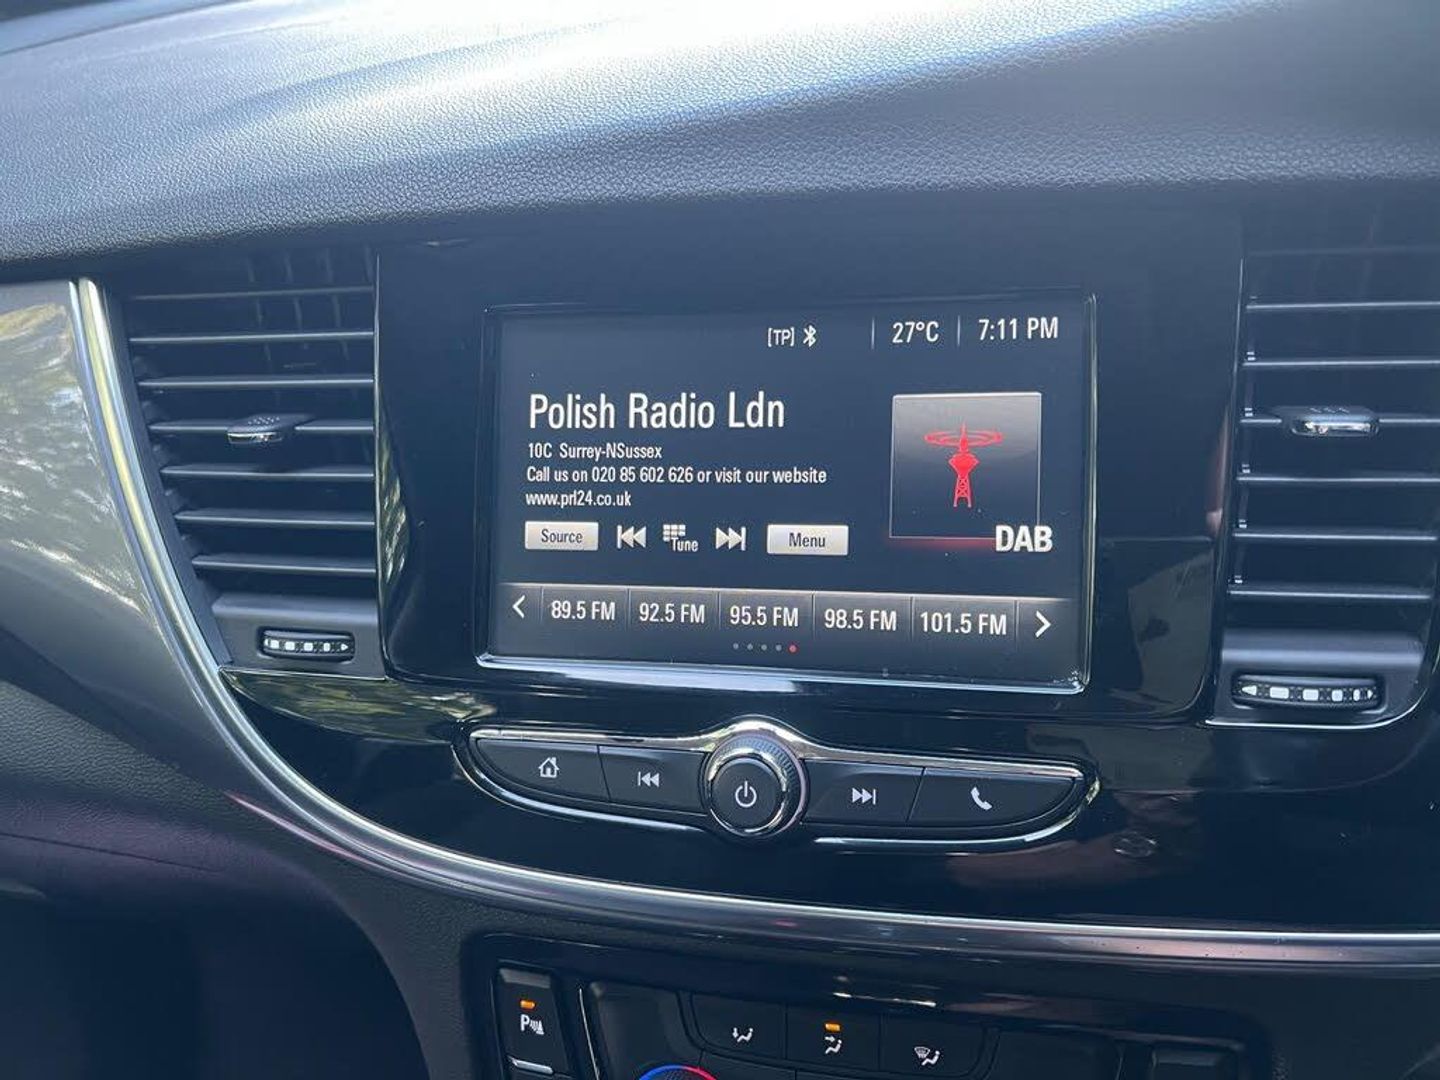 [TP] 27°C 7:11 PM
Polish Radio Ldn
10C Surrey-NSussex
Call us on 020 85 602 626 or visit our website
www.prl24.co.uk
DAB
Source Tune Menu
89.5 FM 92.5 FM 95.5 FM 98.5 FM 101.5 FM
P